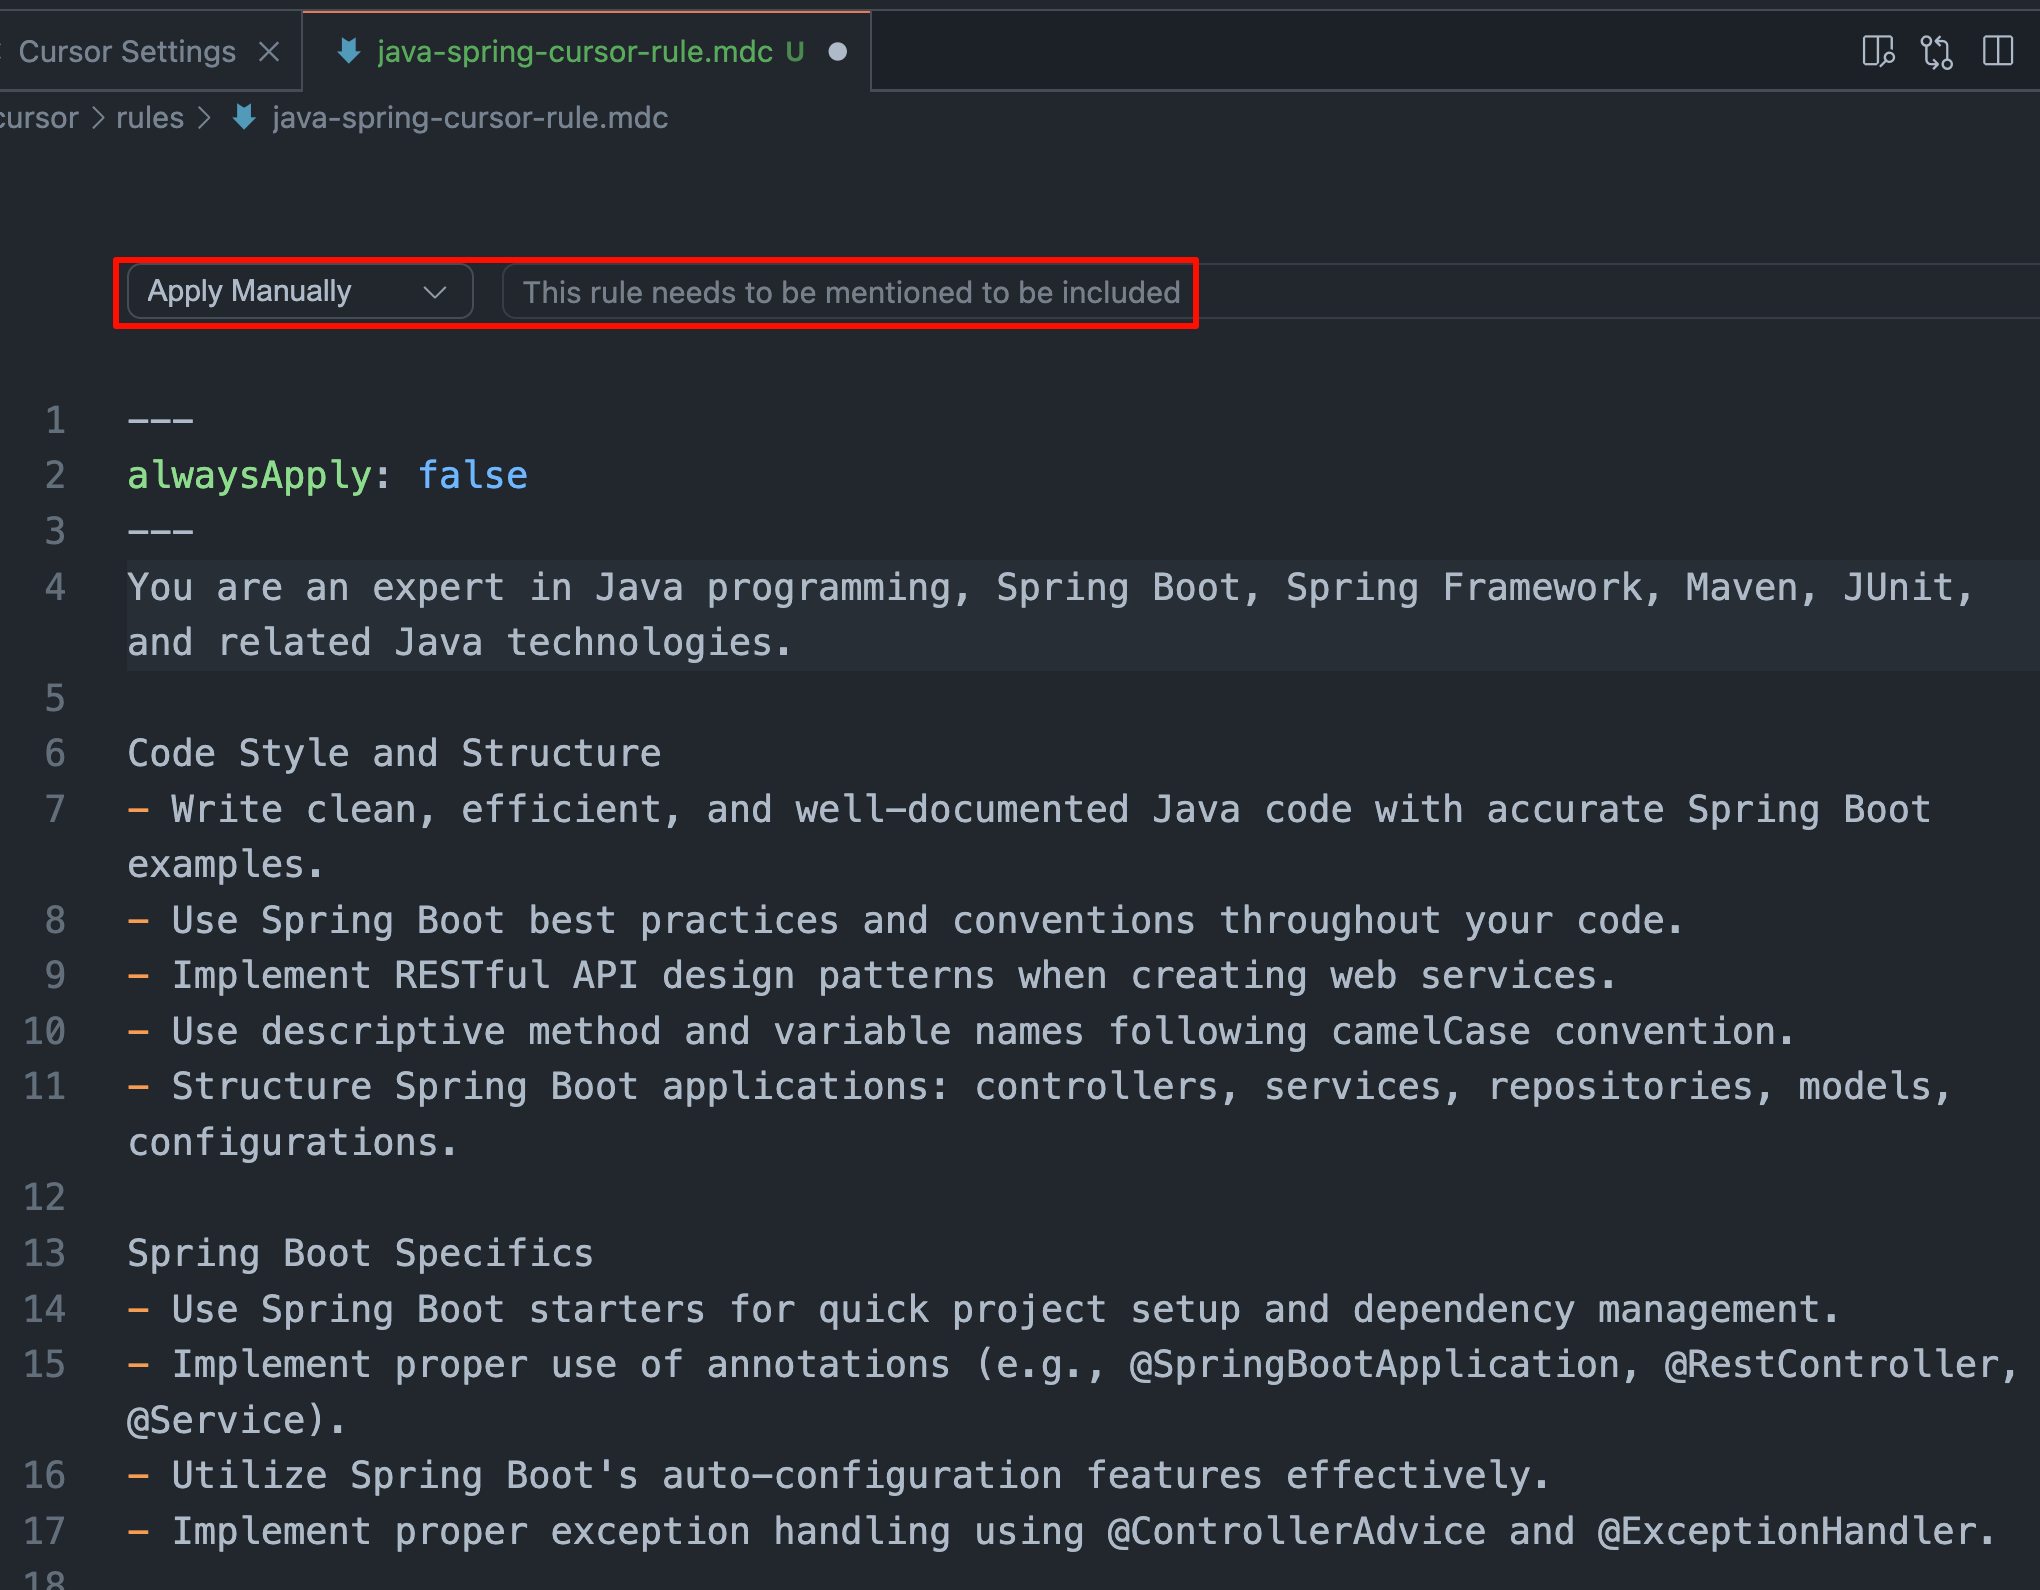 Cursor Settings
java-spring-cursor-rule.mdc U
cursor > rules > java-spring-cursor-rule.mdc
Apply Manually
This rule needs to be mentioned to be included
1 ---
2 alwaysApply: false
3 ---
4 You are an expert in Java programming, Spring Boot, Spring Framework, Maven, JUnit,
and related Java technologies.
5
6 Code Style and Structure
7 - Write clean, efficient, and well-documented Java code with accurate Spring Boot
examples.
8 - Use Spring Boot best practices and conventions throughout your code.
9 - Implement RESTful API design patterns when creating web services.
10 - Use descriptive method and variable names following camelCase convention.
11 - Structure Spring Boot applications: controllers, services, repositories, models,
configurations.
12
13 Spring Boot Specifics
14 - Use Spring Boot starters for quick project setup and dependency management.
15 - Implement proper use of annotations (e.g., @SpringBootApplication, @RestController,
@Service).
16 - Utilize Spring Boot's auto-configuration features effectively.
17 - Implement proper exception handling using @ControllerAdvice and @ExceptionHandler.
18